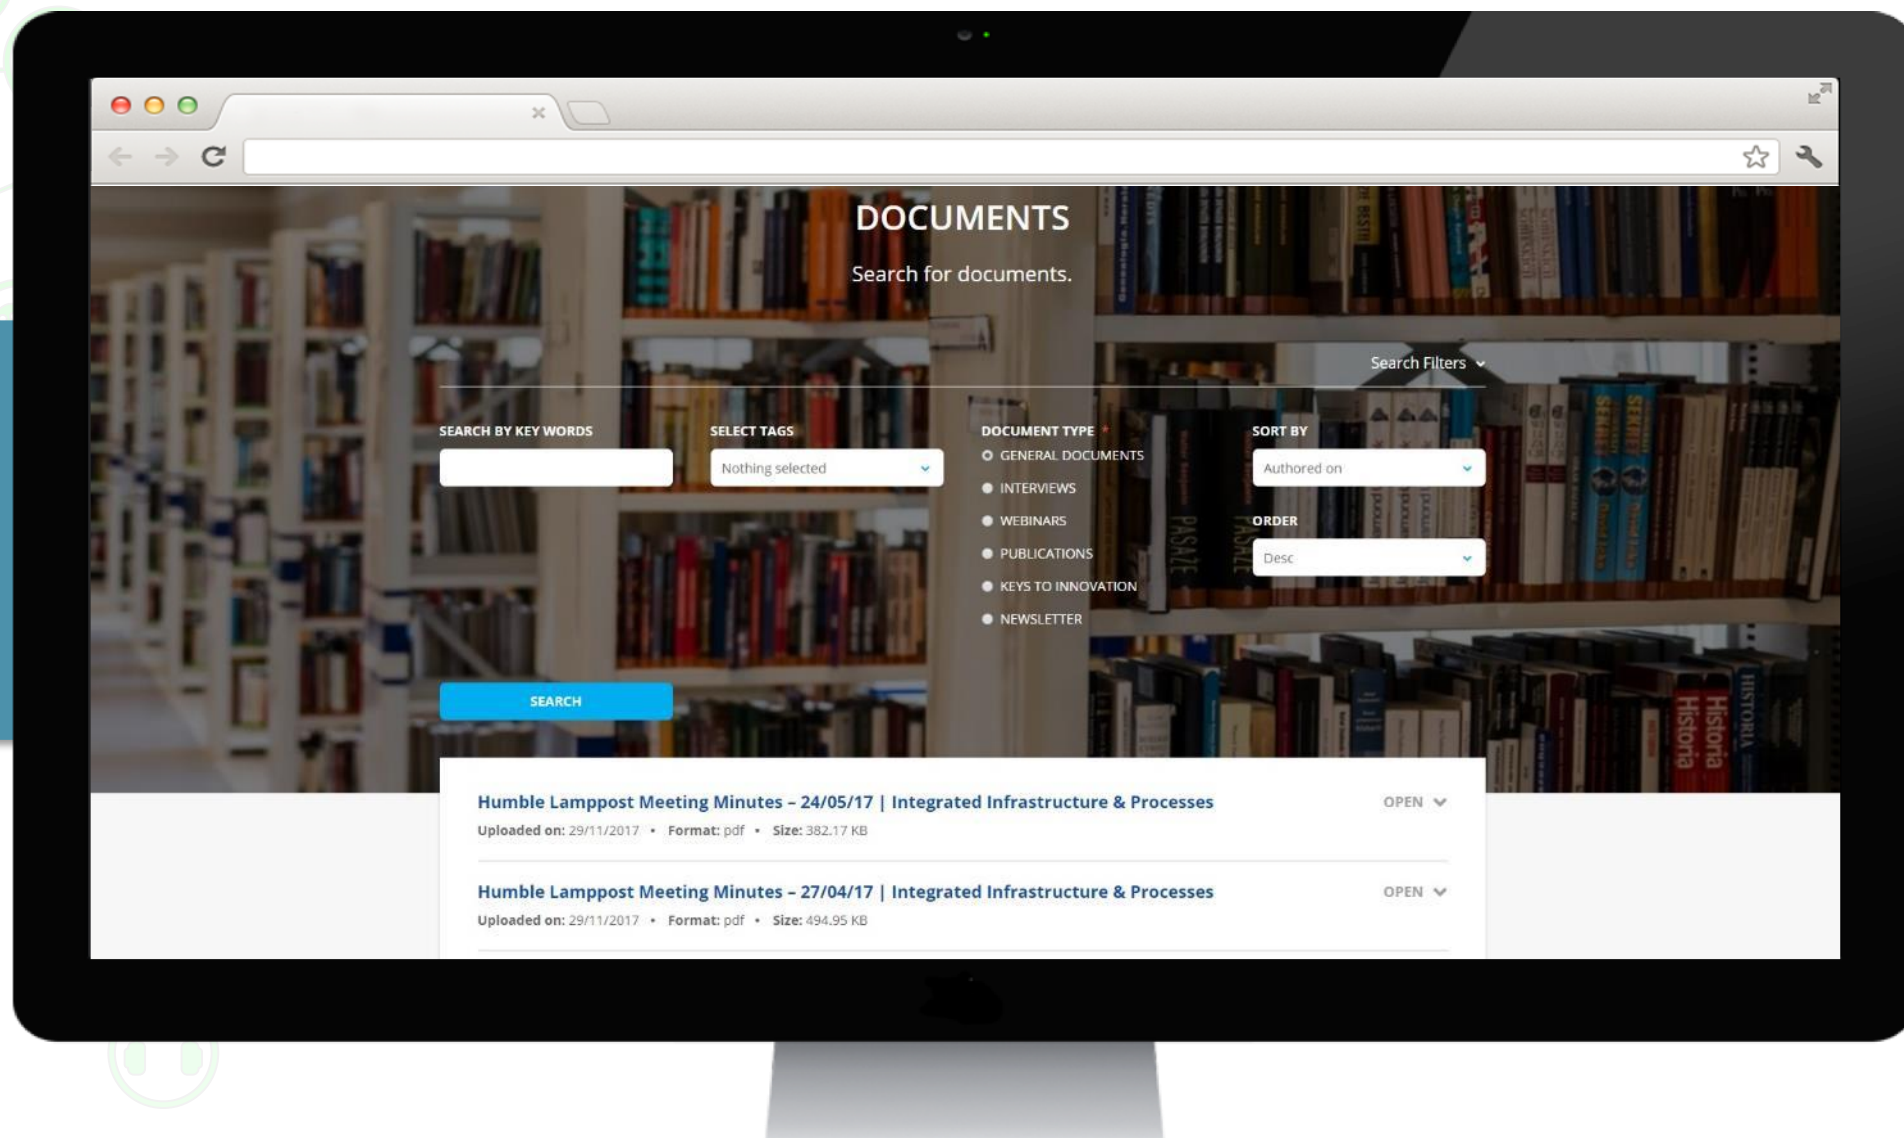 DOCUMENTS
Search for documents.
Search Filters
SEARCH BY KEY WORDS
SELECT TAGS
Nothing selected
DOCUMENT TYPE *
GENERAL DOCUMENTS
INTERVIEWS
WEBINARS
PUBLICATIONS
KEYS TO INNOVATION
NEWSLETTER
SORT BY
Authored on
ORDER
Desc
SEARCH
Humble Lamppost Meeting Minutes – 24/05/17 | Integrated Infrastructure & Processes
OPEN
Uploaded on: 29/11/2017 • Format: pdf • Size: 382.17 KB
Humble Lamppost Meeting Minutes – 27/04/17 | Integrated Infrastructure & Processes
OPEN
Uploaded on: 29/11/2017 • Format: pdf • Size: 494.95 KB
PASAŻE
HISTORIA
Historia
Historia